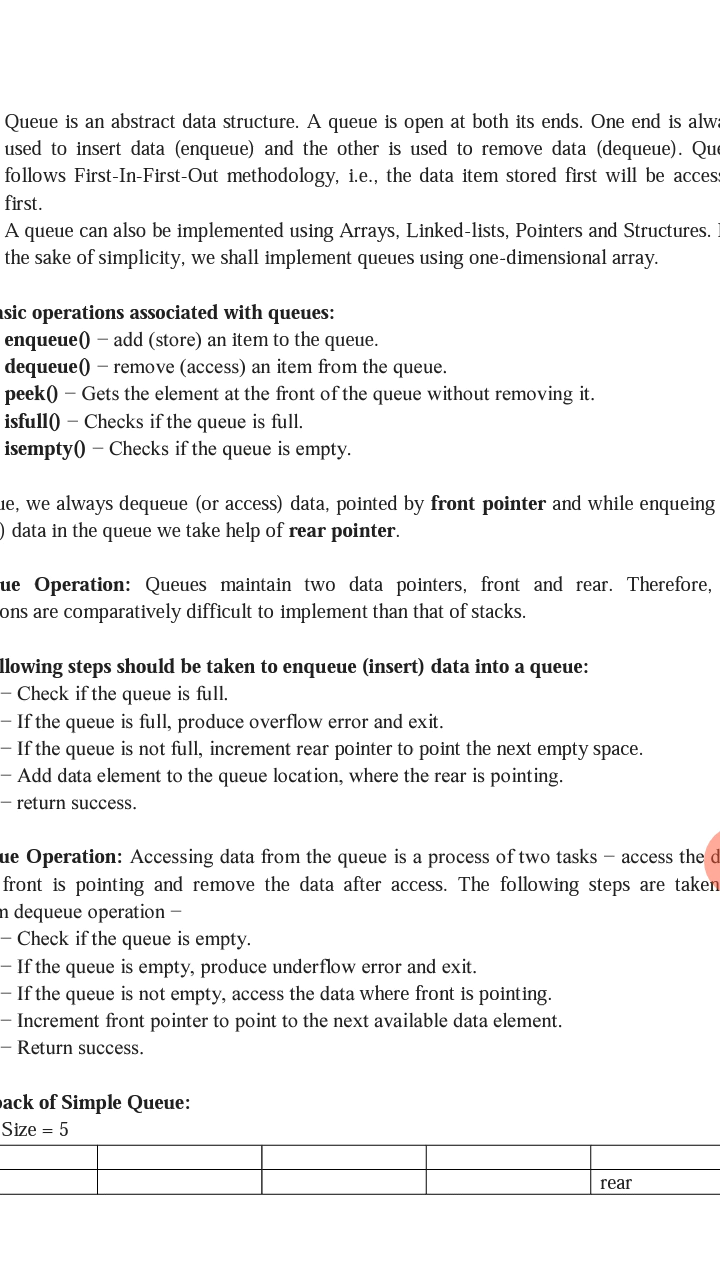 Queue is an abstract data structure. A queue is open at both its ends. One end is alwa
used to insert data (enqueue) and the other is used to remove data (dequeue). Que
follows First-In-First-Out methodology, i.e., the data item stored first will be access
first.
A queue can also be implemented using Arrays, Linked-lists, Pointers and Structures.
the sake of simplicity, we shall implement queues using one-dimensional array.
asic operations associated with queues:
enqueue() − add (store) an item to the queue.
dequeue() − remove (access) an item from the queue.
peek() − Gets the element at the front of the queue without removing it.
isfull() − Checks if the queue is full.
isempty() − Checks if the queue is empty.
ue, we always dequeue (or access) data, pointed by front pointer and while enqueing
) data in the queue we take help of rear pointer.
ue Operation: Queues maintain two data pointers, front and rear. Therefore,
ons are comparatively difficult to implement than that of stacks.
llowing steps should be taken to enqueue (insert) data into a queue:
− Check if the queue is full.
− If the queue is full, produce overflow error and exit.
− If the queue is not full, increment rear pointer to point the next empty space.
− Add data element to the queue location, where the rear is pointing.
− return success.
ue Operation: Accessing data from the queue is a process of two tasks − access the d
front is pointing and remove the data after access. The following steps are taken
m dequeue operation −
− Check if the queue is empty.
− If the queue is empty, produce underflow error and exit.
− If the queue is not empty, access the data where front is pointing.
− Increment front pointer to point to the next available data element.
− Return success.
back of Simple Queue:
Size = 5
rear